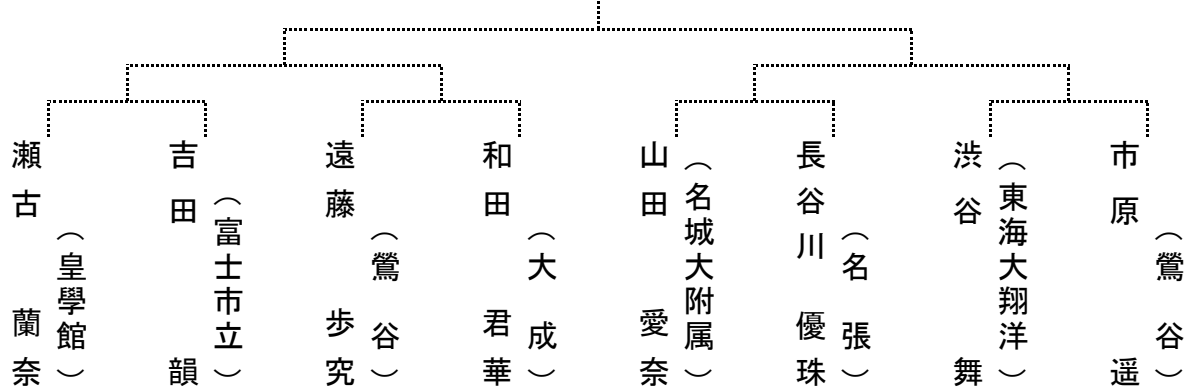 瀬古 蘭奈
（皇學館）
吉田 韻
（富士市立）
遠藤 歩究
（鶯谷）
和田 君華
（大成）
山田 愛奈
（名城大附属）
長谷川 優珠
（名張）
渋谷 舞
（東海大翔洋）
市原 遥
（鶯谷）